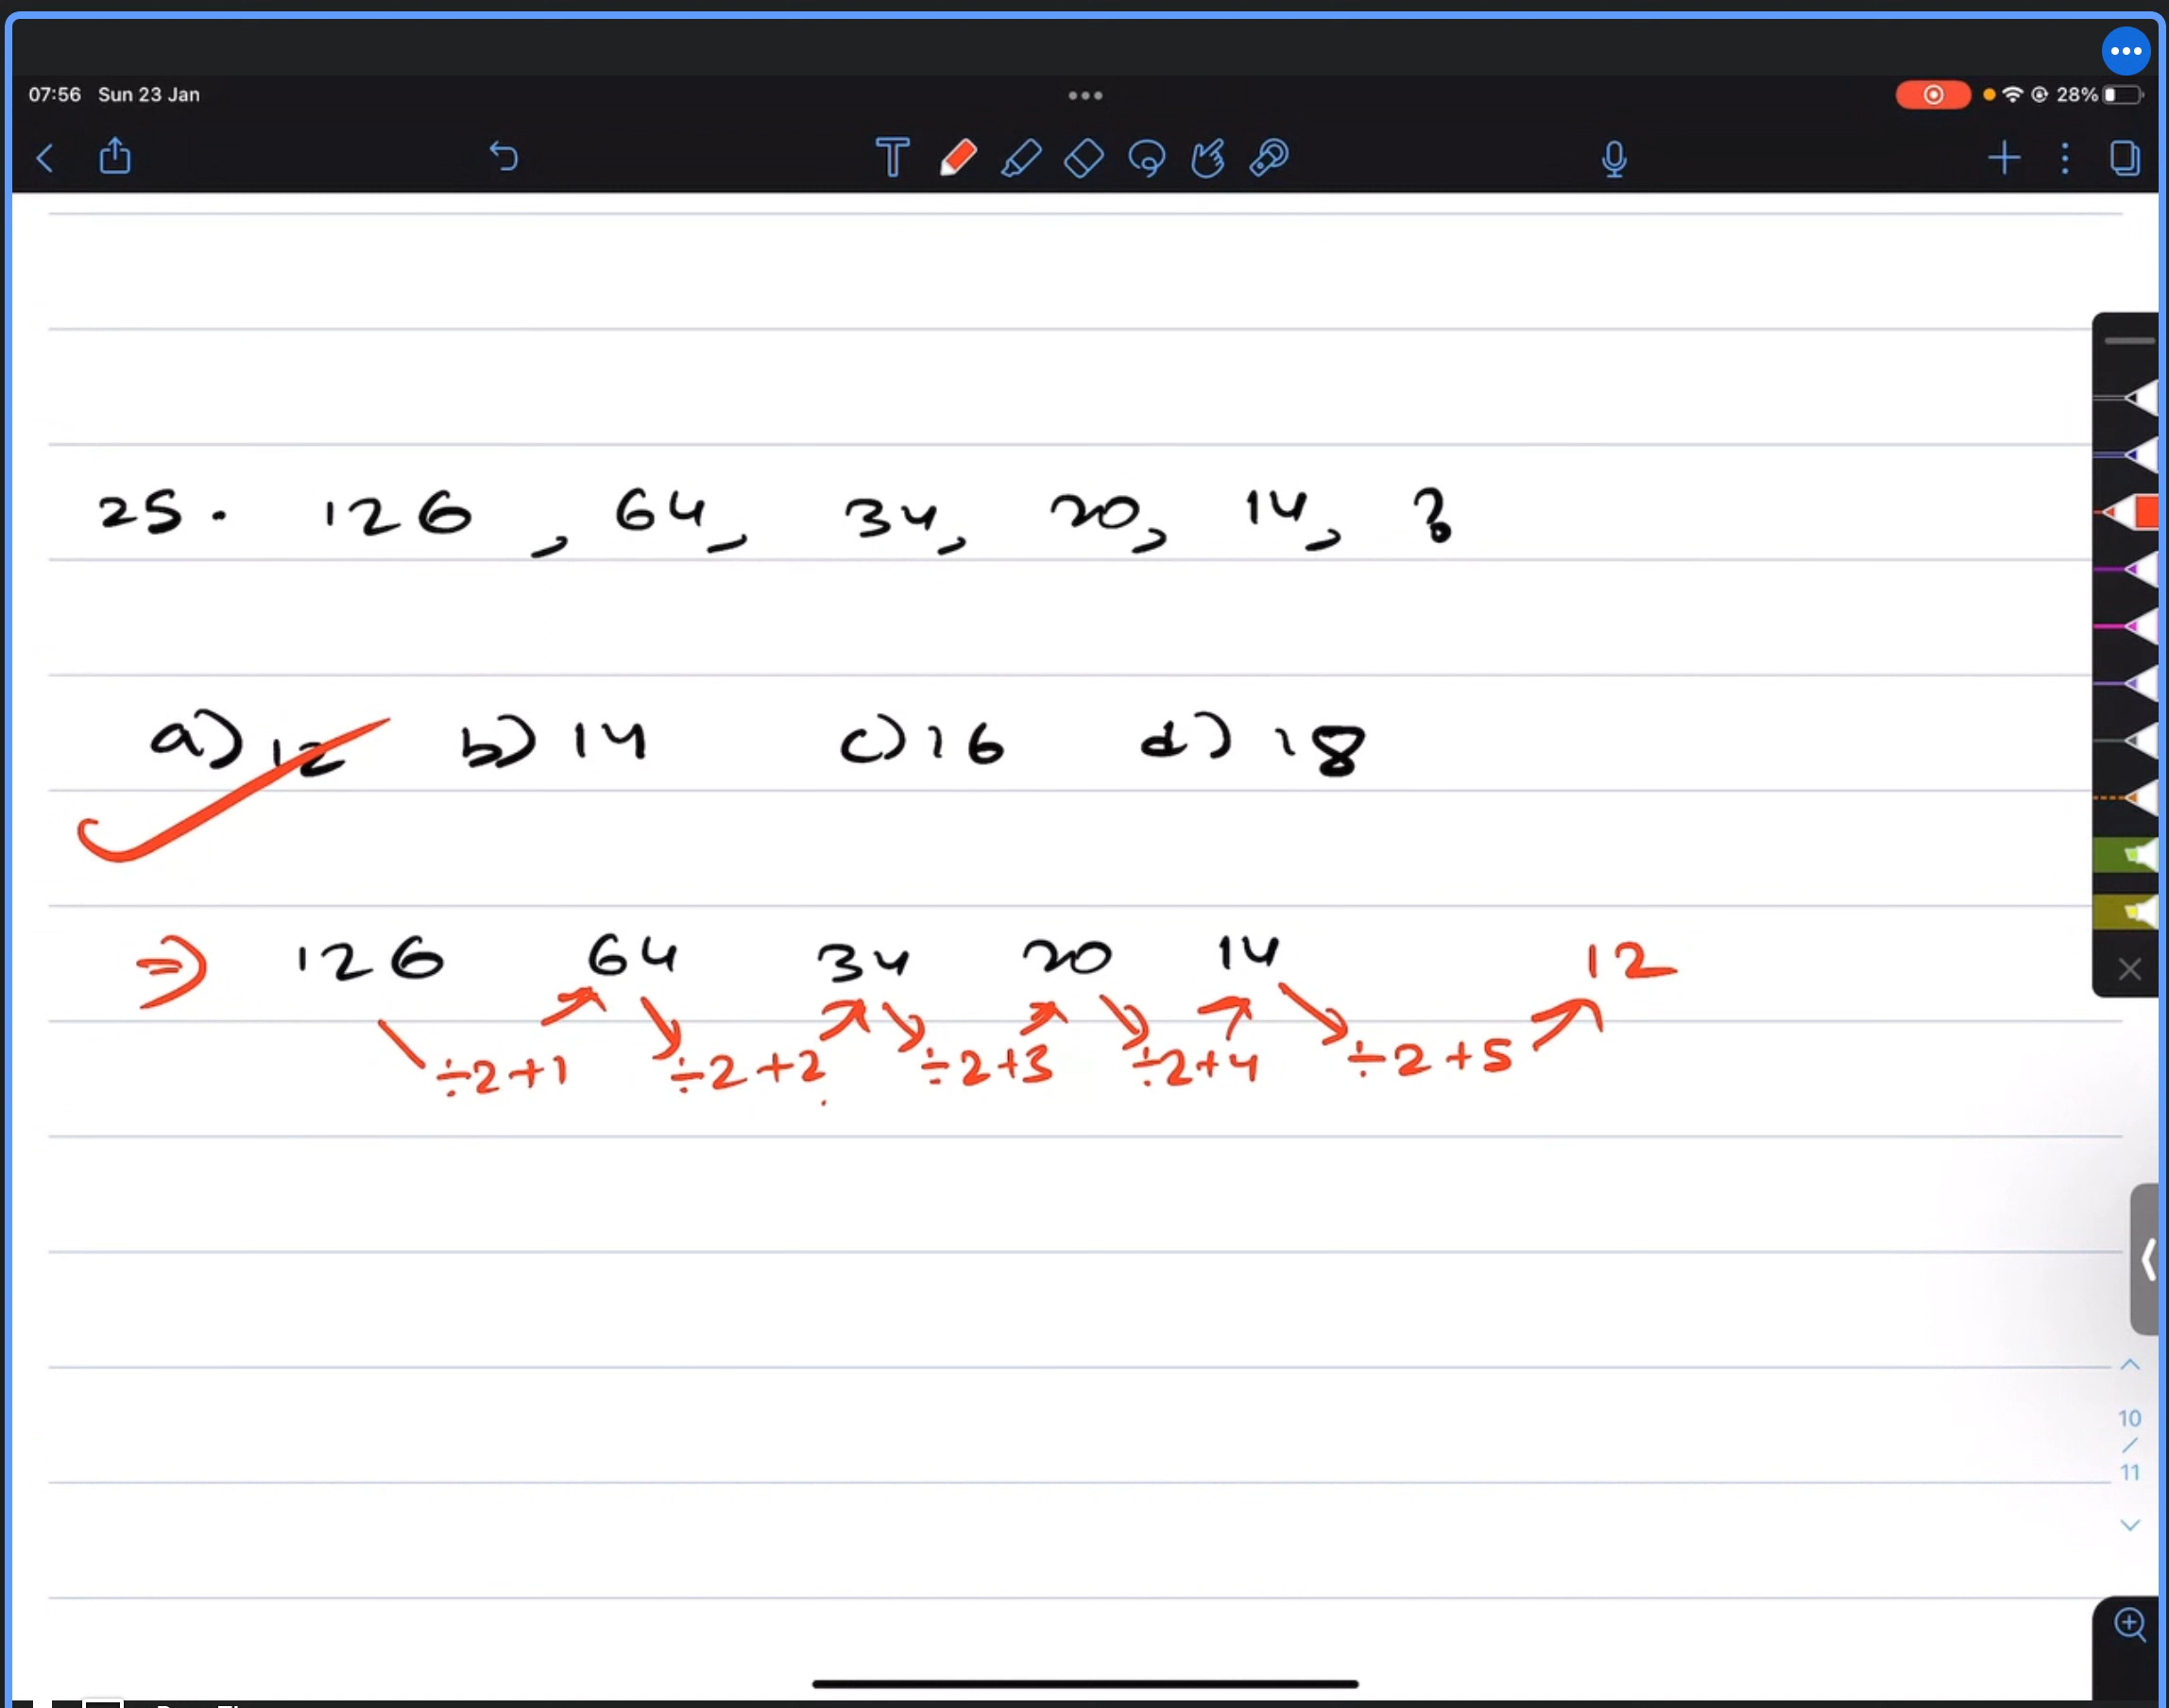 07:56 Sun 23 Jan
28%
T
25. 126, 64, 34, 20, 14, ?
a) 12 b) 14 c) 16 d) 18
⇒ 126 64 34 20 14 12
÷2+1 ÷2+2 ÷2+3 ÷2+4 ÷2+5
10
/
11